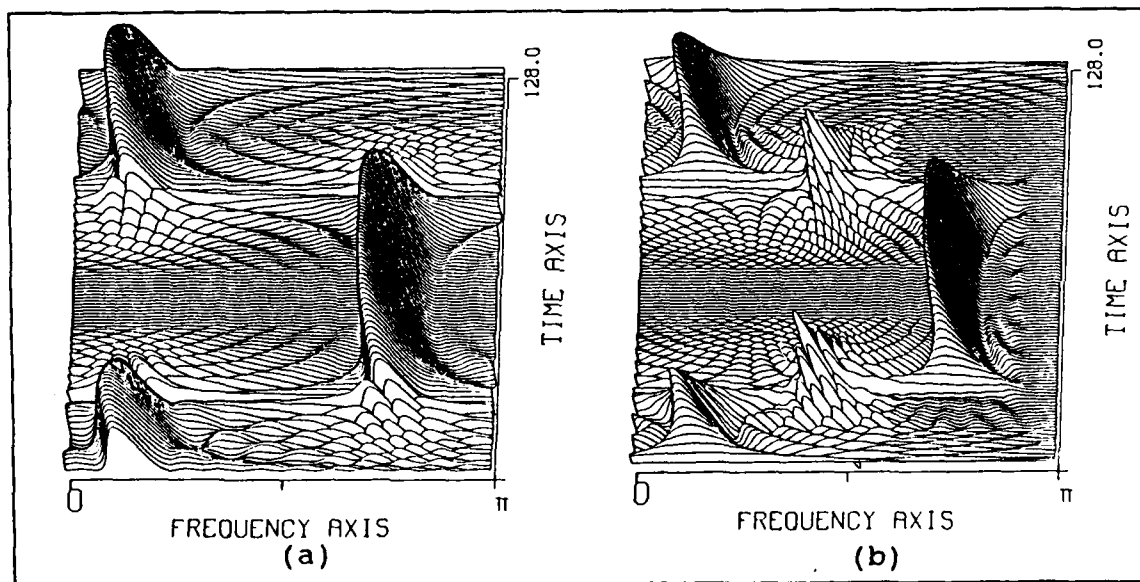 128.0
TIME AXIS
0
π
FREQUENCY AXIS
(a)
128.0
TIME AXIS
0
π
FREQUENCY AXIS
(b)